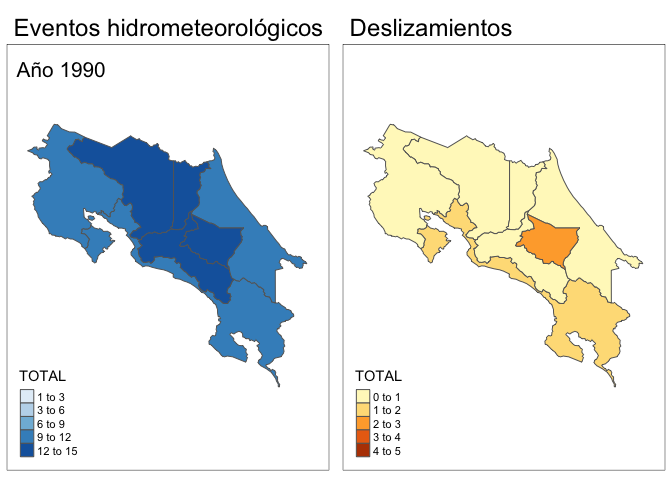 Eventos hidrometeorológicos
Año 1990
TOTAL
1 to 3
3 to 6
6 to 9
9 to 12
12 to 15
Deslizamientos
TOTAL
0 to 1
1 to 2
2 to 3
3 to 4
4 to 5